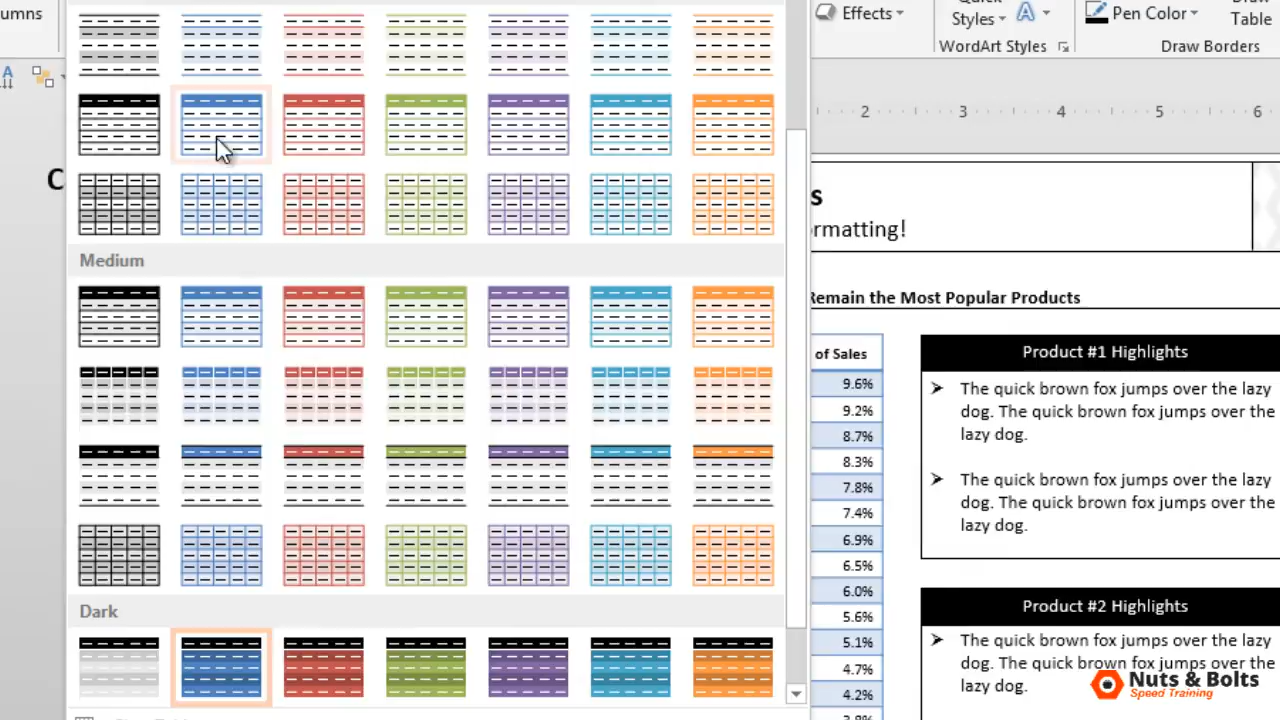 umns
Effects
Quick
Styles
A
WordArt Styles
Pen Color
Draw
Table
Draw Borders
A
2 3 4 5 6
C
s
ormatting!
Medium
Remain the Most Popular Products
of Sales
9.6%
9.2%
8.7%
8.3%
7.8%
7.4%
6.9%
6.5%
6.0%
5.6%
5.1%
4.7%
4.2%
3.8%
Product #1 Highlights
The quick brown fox jumps over the lazy
dog. The quick brown fox jumps over the
lazy dog.
The quick brown fox jumps over the lazy
dog. The quick brown fox jumps over the
lazy dog.
Product #2 Highlights
The quick brown fox jumps over the lazy
dog. The quick brown fox jumps over the
lazy dog.
Dark
Nuts & Bolts
Speed Training